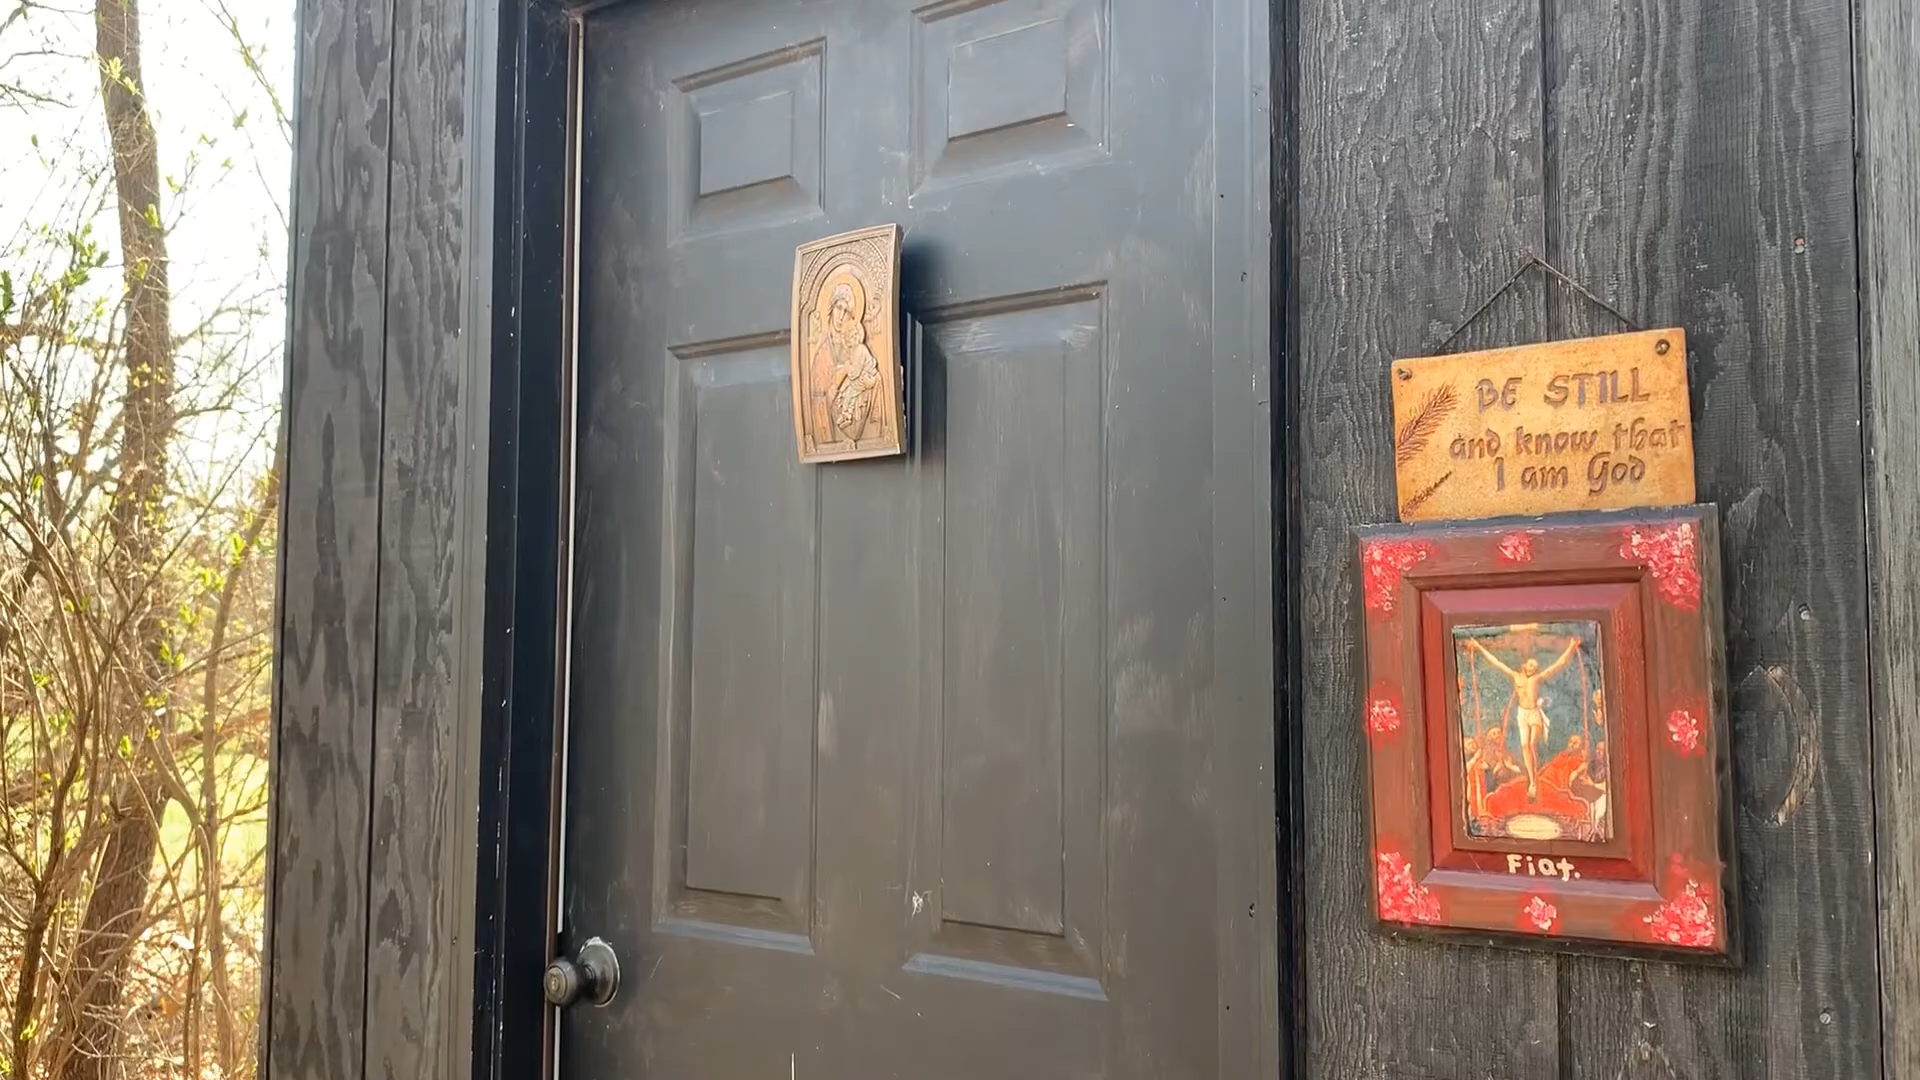 BE STILL
and know that
I am God
Fiat.